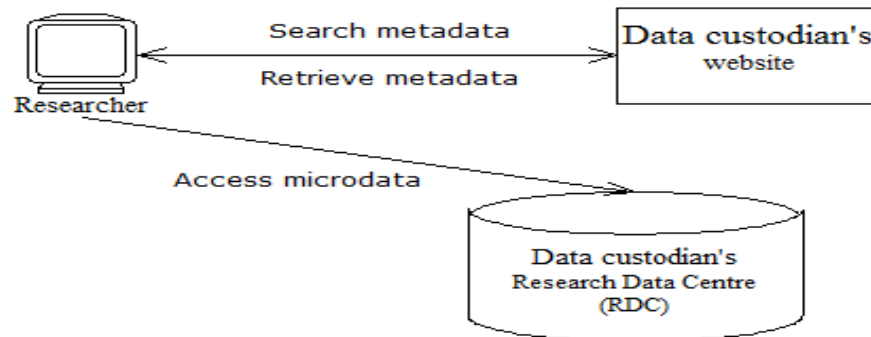 Search metadata
Data custodian's
website
Retrieve metadata
Researcher
Access microdata
Data custodian's
Research Data Centre
(RDC)